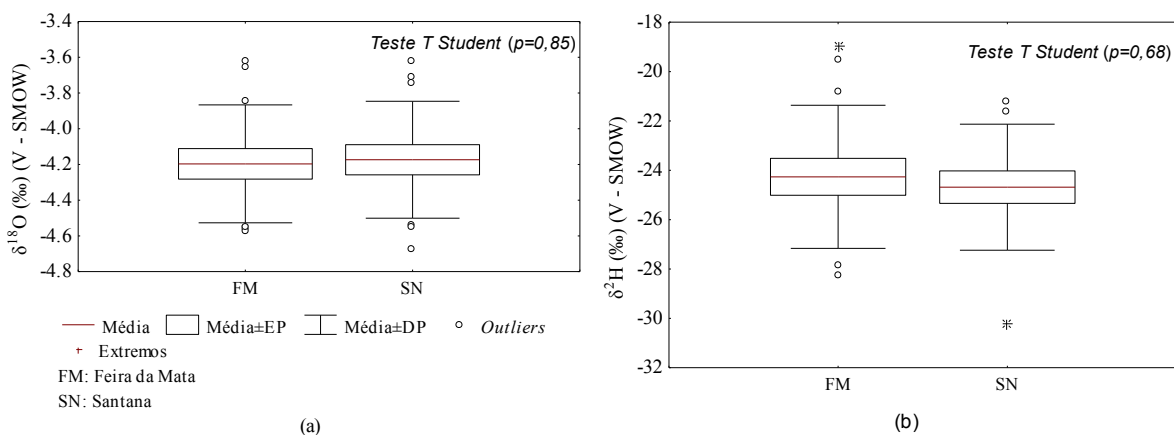 Teste T Student (p=0,85)
δ¹⁸O (‰) (V - SMOW)
-3.4
-3.6
-3.8
-4.0
-4.2
-4.4
-4.6
-4.8
FM SN
Média Média±EP Média±DP Outliers
Extremos
FM: Feira da Mata
SN: Santana
(a)
Teste T Student (p=0,68)
δ²H (‰) (V - SMOW)
-18
-20
-22
-24
-26
-28
-30
-32
FM SN
(b)